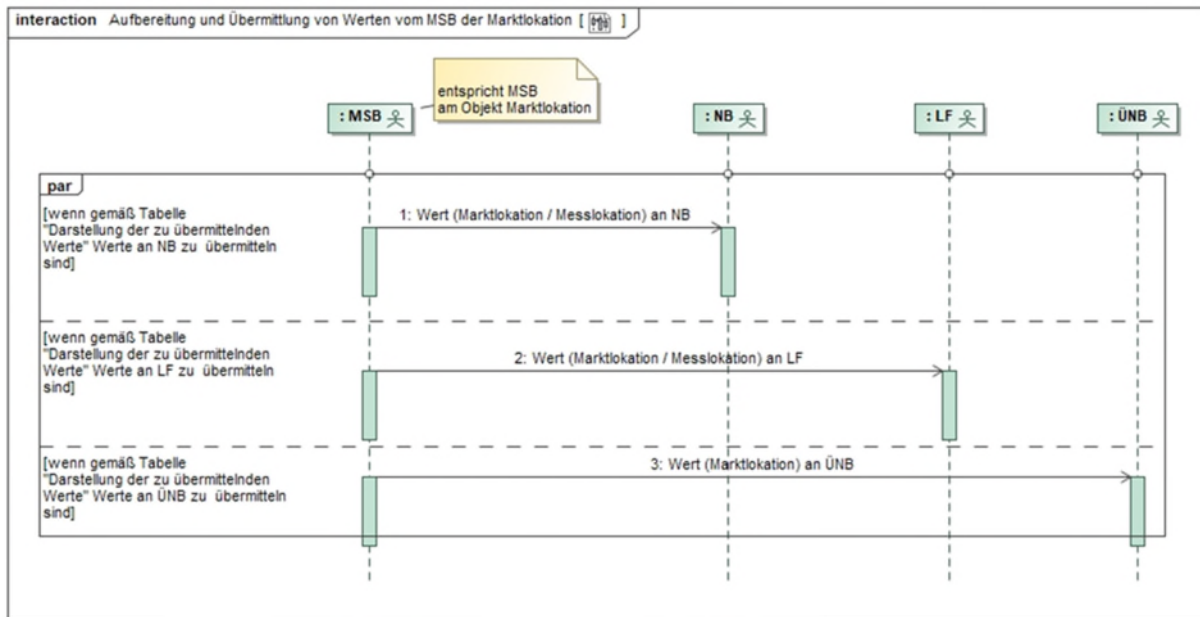 interaction Aufbereitung und Übermittlung von Werten vom MSB der Marktlokation [ ]
entspricht MSB
am Objekt Marktlokation
: MSB
: NB
: LF
: ÜNB
par
[wenn gemäß Tabelle
"Darstellung der zu übermittelnden
Werte" Werte an NB zu übermitteln
sind]
1: Wert (Marktlokation / Messlokation) an NB
[wenn gemäß Tabelle
"Darstellung der zu übermittelnden
Werte" Werte an LF zu übermitteln
sind]
2: Wert (Marktlokation / Messlokation) an LF
[wenn gemäß Tabelle
"Darstellung der zu übermittelnden
Werte" Werte an ÜNB zu übermitteln
sind]
3: Wert (Marktlokation) an ÜNB